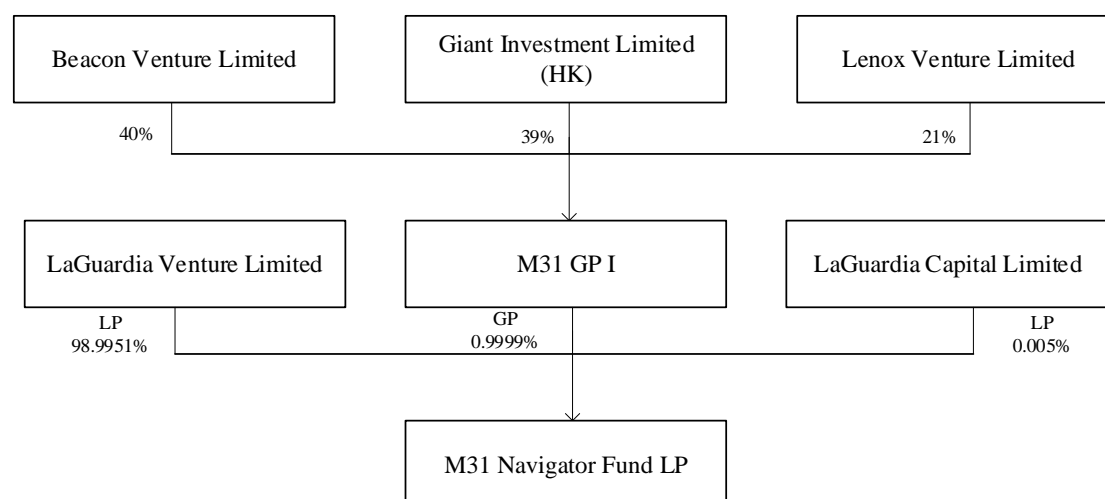 Beacon Venture Limited
Giant Investment Limited
(HK)
Lenox Venture Limited
40%
39%
21%
LaGuardia Venture Limited
M31 GP I
LaGuardia Capital Limited
LP
98.9951%
GP
0.9999%
LP
0.005%
M31 Navigator Fund LP